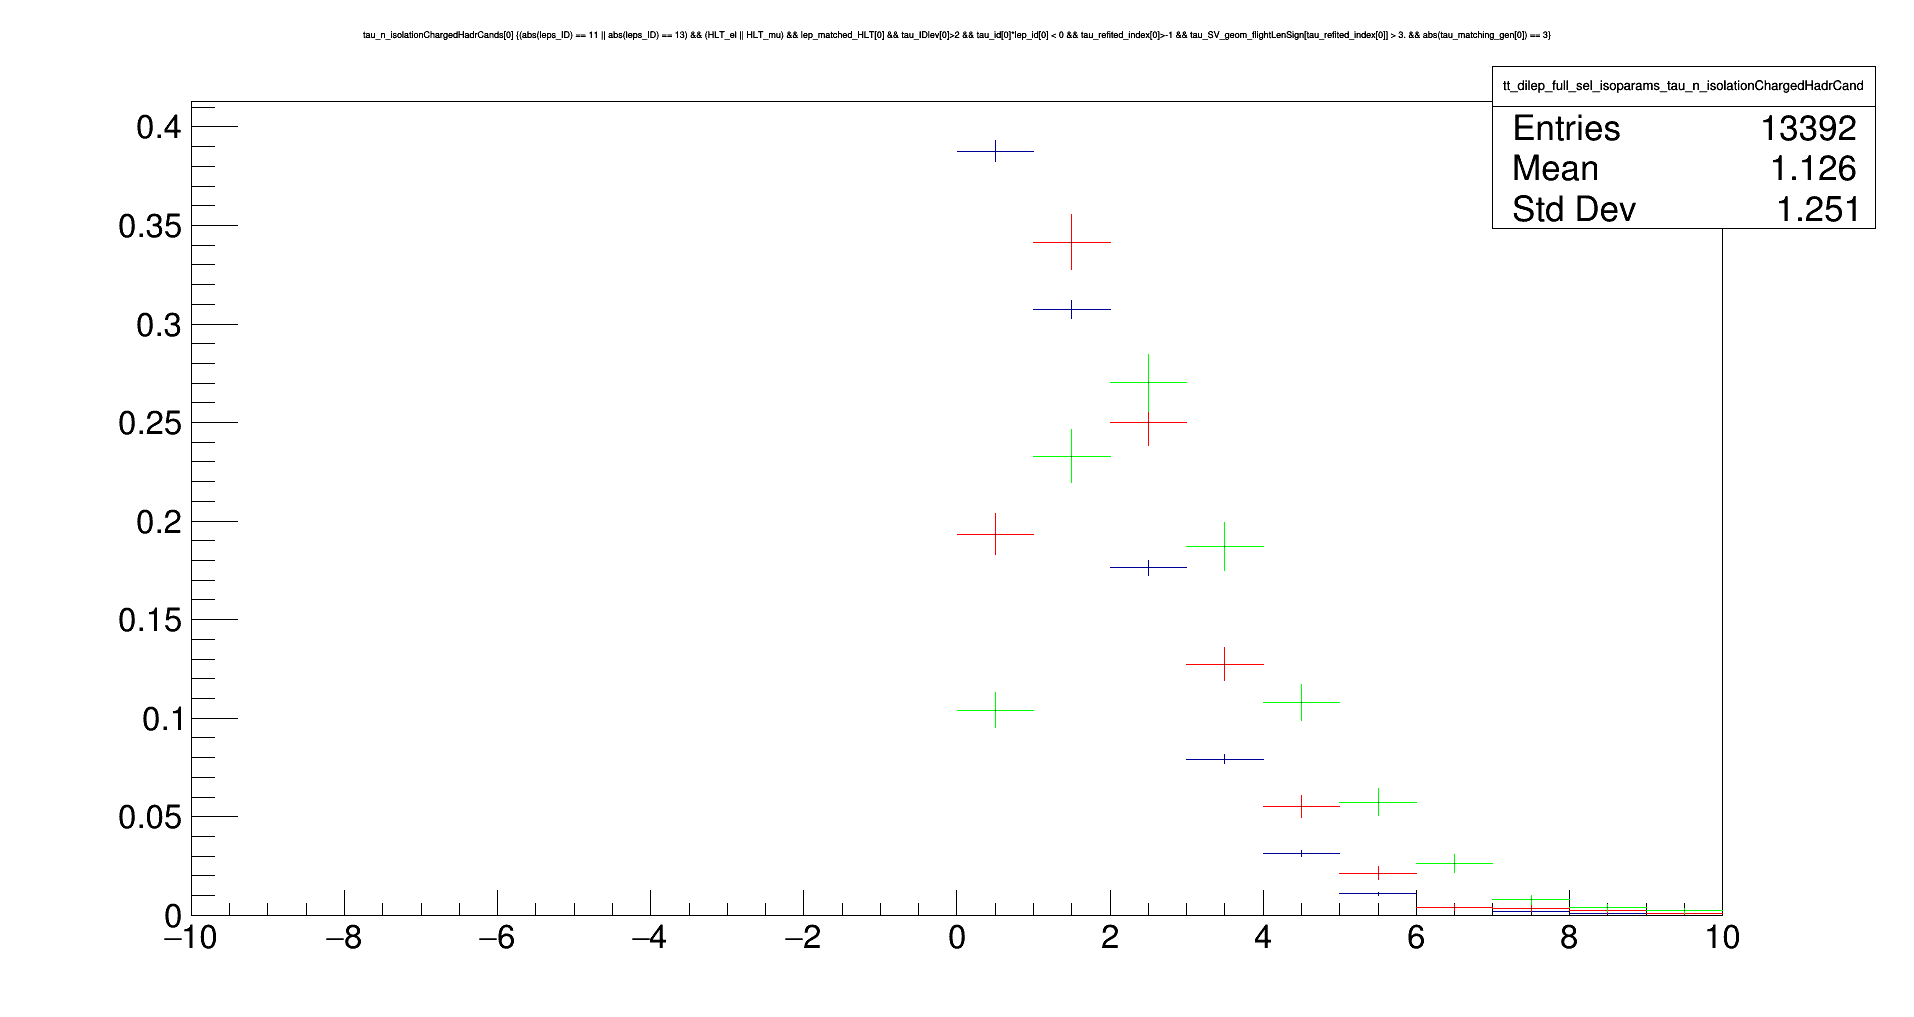 tau_n_isolationChargedHadrCands[0] {(abs(leps_ID) == 11 || abs(leps_ID) == 13) && (HLT_el || HLT_mu) && lep_matched_HLT[0] && tau_IDlev[0]>2 && tau_id[0]*lep_id[0] < 0 && tau_refited_index[0]>-1 && tau_SV_geom_flightLenSign[tau_refited_index[0]] > 3. && abs(tau_matching_gen[0]) == 3}
tt_dilep_full_sel_isoparams_tau_n_isolationChargedHadrCand
Entries 13392
Mean 1.126
Std Dev 1.251
0.4
0.35
0.3
0.25
0.2
0.15
0.1
0.05
0
−10 −8 −6 −4 −2 0 2 4 6 8 10